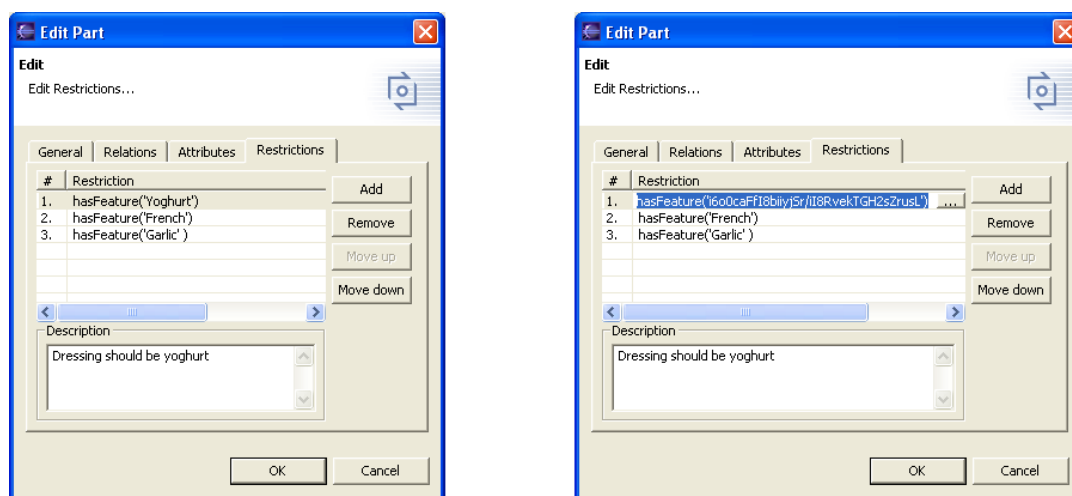 Edit Part
Edit
Edit Restrictions...
General Relations Attributes Restrictions
# Restriction
1. hasFeature('Yoghurt')
2. hasFeature('French')
3. hasFeature('Garlic' )
Add
Remove
Move up
Move down
Description
Dressing should be yoghurt
OK Cancel
Edit Part
Edit
Edit Restrictions...
General Relations Attributes Restrictions
# Restriction
1. hasFeature('i6o0caFfI8biiyj5r/iI8RvekTGH2sZrusL') ...
2. hasFeature('French')
3. hasFeature('Garlic' )
Add
Remove
Move up
Move down
Description
Dressing should be yoghurt
OK Cancel